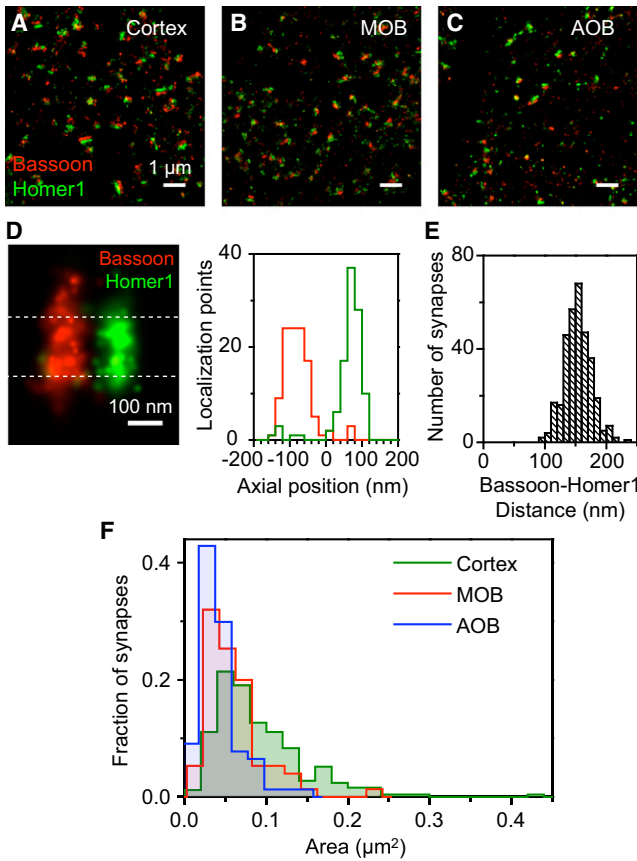 A Cortex
Bassoon
Homer1
1 μm
B MOB
C AOB
D
Bassoon
Homer1
100 nm
Localization points
40
20
0
-200 -100 0 100 200
Axial position (nm)
E
Number of synapses
80
40
0
0 100 200
Bassoon-Homer1
Distance (nm)
F
Fraction of synapses
0.4
0.2
0.0
Cortex
MOB
AOB
0.0 0.1 0.2 0.3 0.4
Area (μm²)